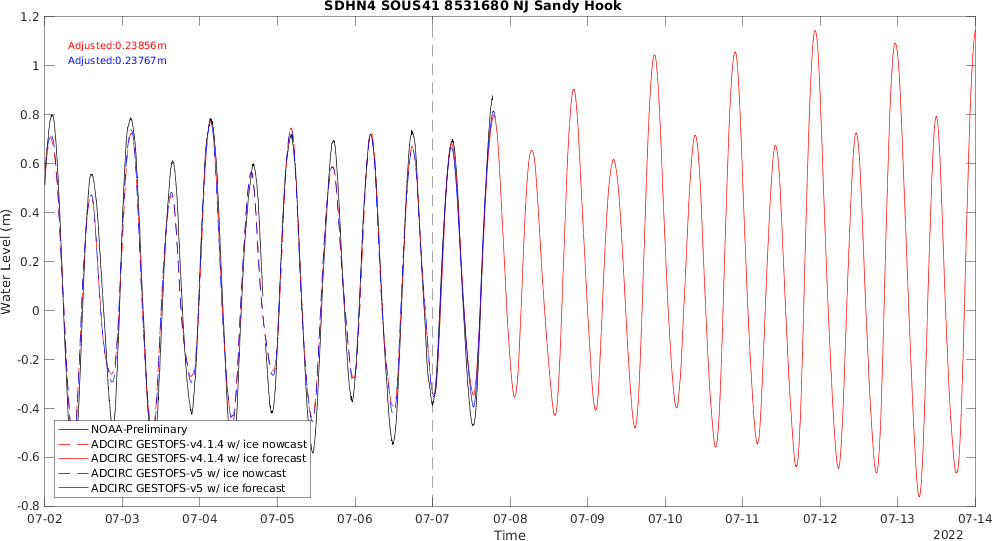 SDHN4 SOUS41 8531680 NJ Sandy Hook
Adjusted:0.23856m
Adjusted:0.23767m
1.2
1
0.8
0.6
0.4
0.2
0
-0.2
-0.4
-0.6
-0.8
Water Level (m)
NOAA-Preliminary
ADCIRC GESTOFS-v4.1.4 w/ ice nowcast
ADCIRC GESTOFS-v4.1.4 w/ ice forecast
ADCIRC GESTOFS-v5 w/ ice nowcast
ADCIRC GESTOFS-v5 w/ ice forecast
07-02 07-03 07-04 07-05 07-06 07-07 07-08 07-09 07-10 07-11 07-12 07-13 07-14
Time
2022